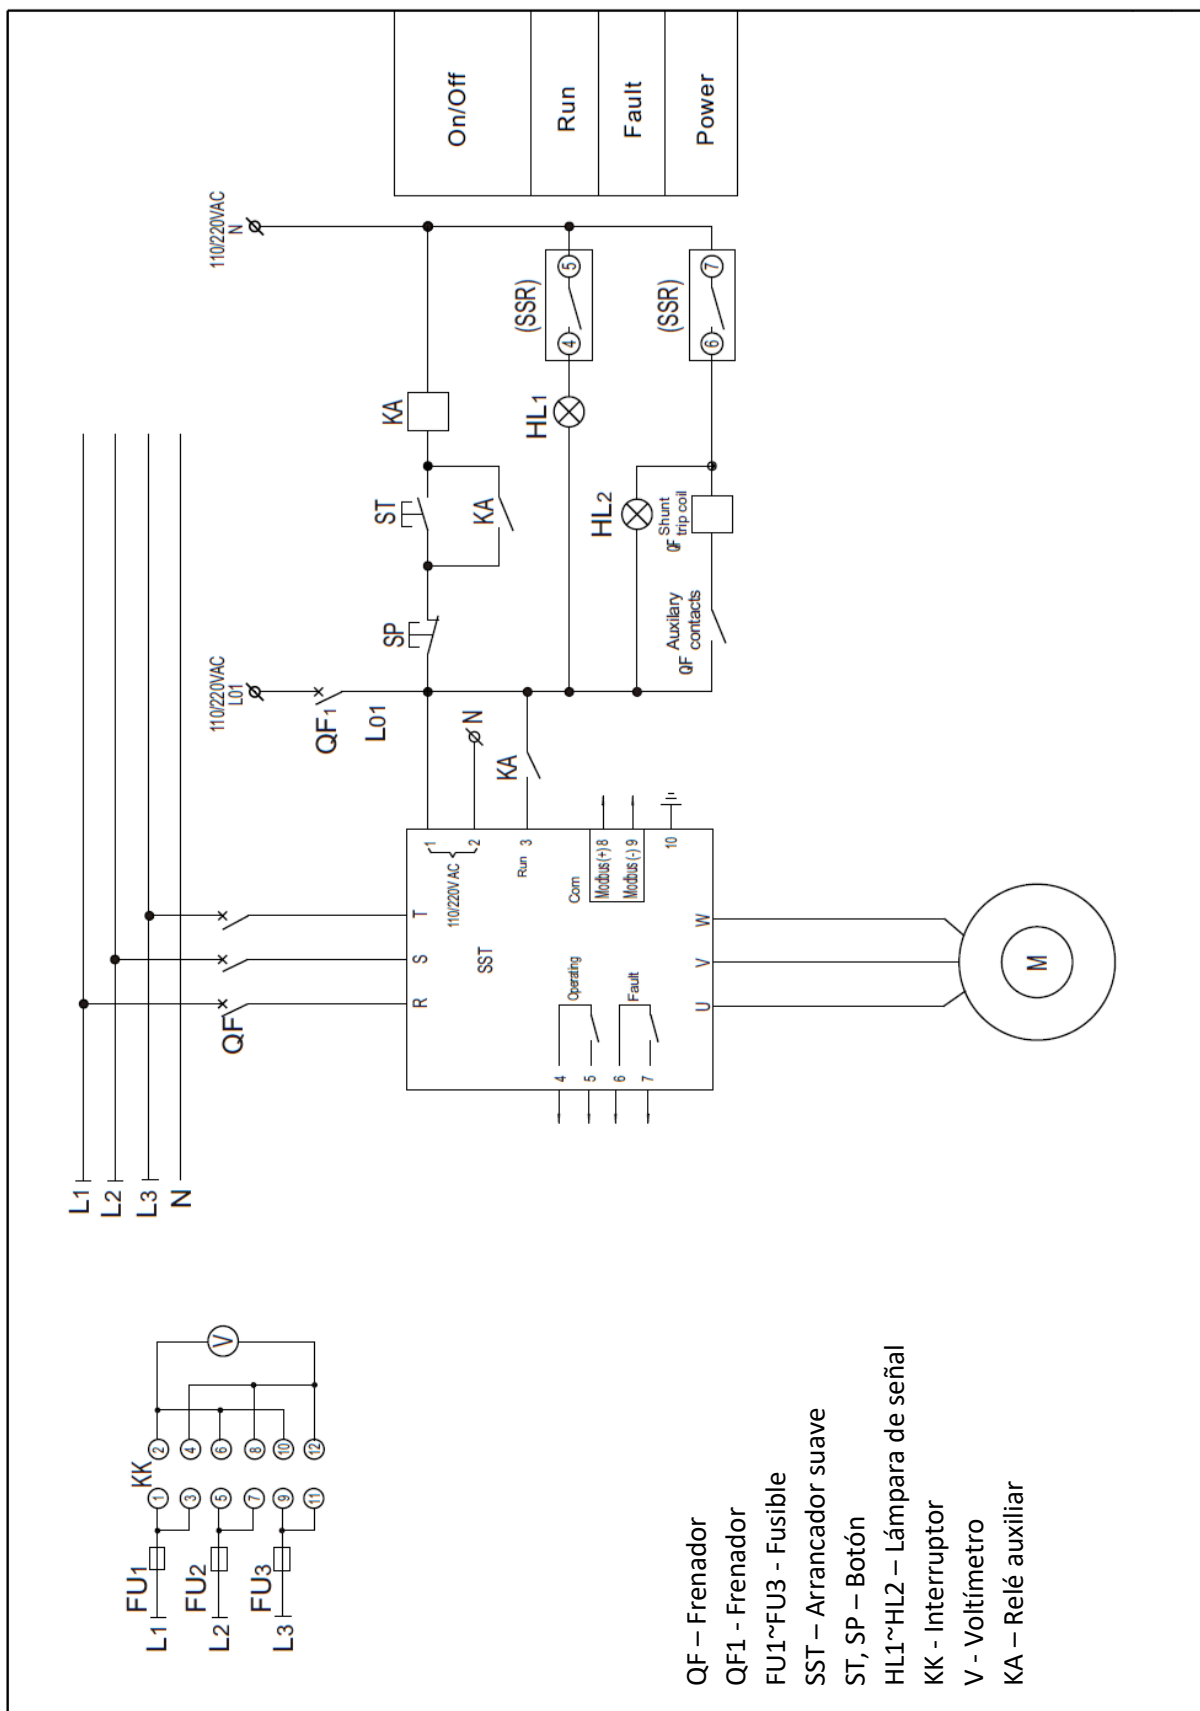 L1
L2
L3
N
FU1
FU2
FU3
L1
L2
L3
KK
1
3
5
7
9
11
2
4
6
8
10
12
V
QF
R
S
T
SST
110/220V AC
1
2
Run 3
Com
Modbus (+) 8
Modbus (-) 9
10
Operating
Fault
4
5
6
7
U
V
W
M
110/220VAC
L01
QF1
L01
N
KA
SP
ST
KA
KA
110/220VAC
N
HL1
(SSR)
4
5
HL2
QF Auxilary contacts
QF Shunt trip coil
(SSR)
6
7
On/Off
Run
Fault
Power
QF – Frenador
QF1 - Frenador
FU1~FU3 - Fusible
SST – Arrancador suave
ST, SP – Botón
HL1~HL2 – Lámpara de señal
KK - Interruptor
V - Voltímetro
KA – Relé auxiliar